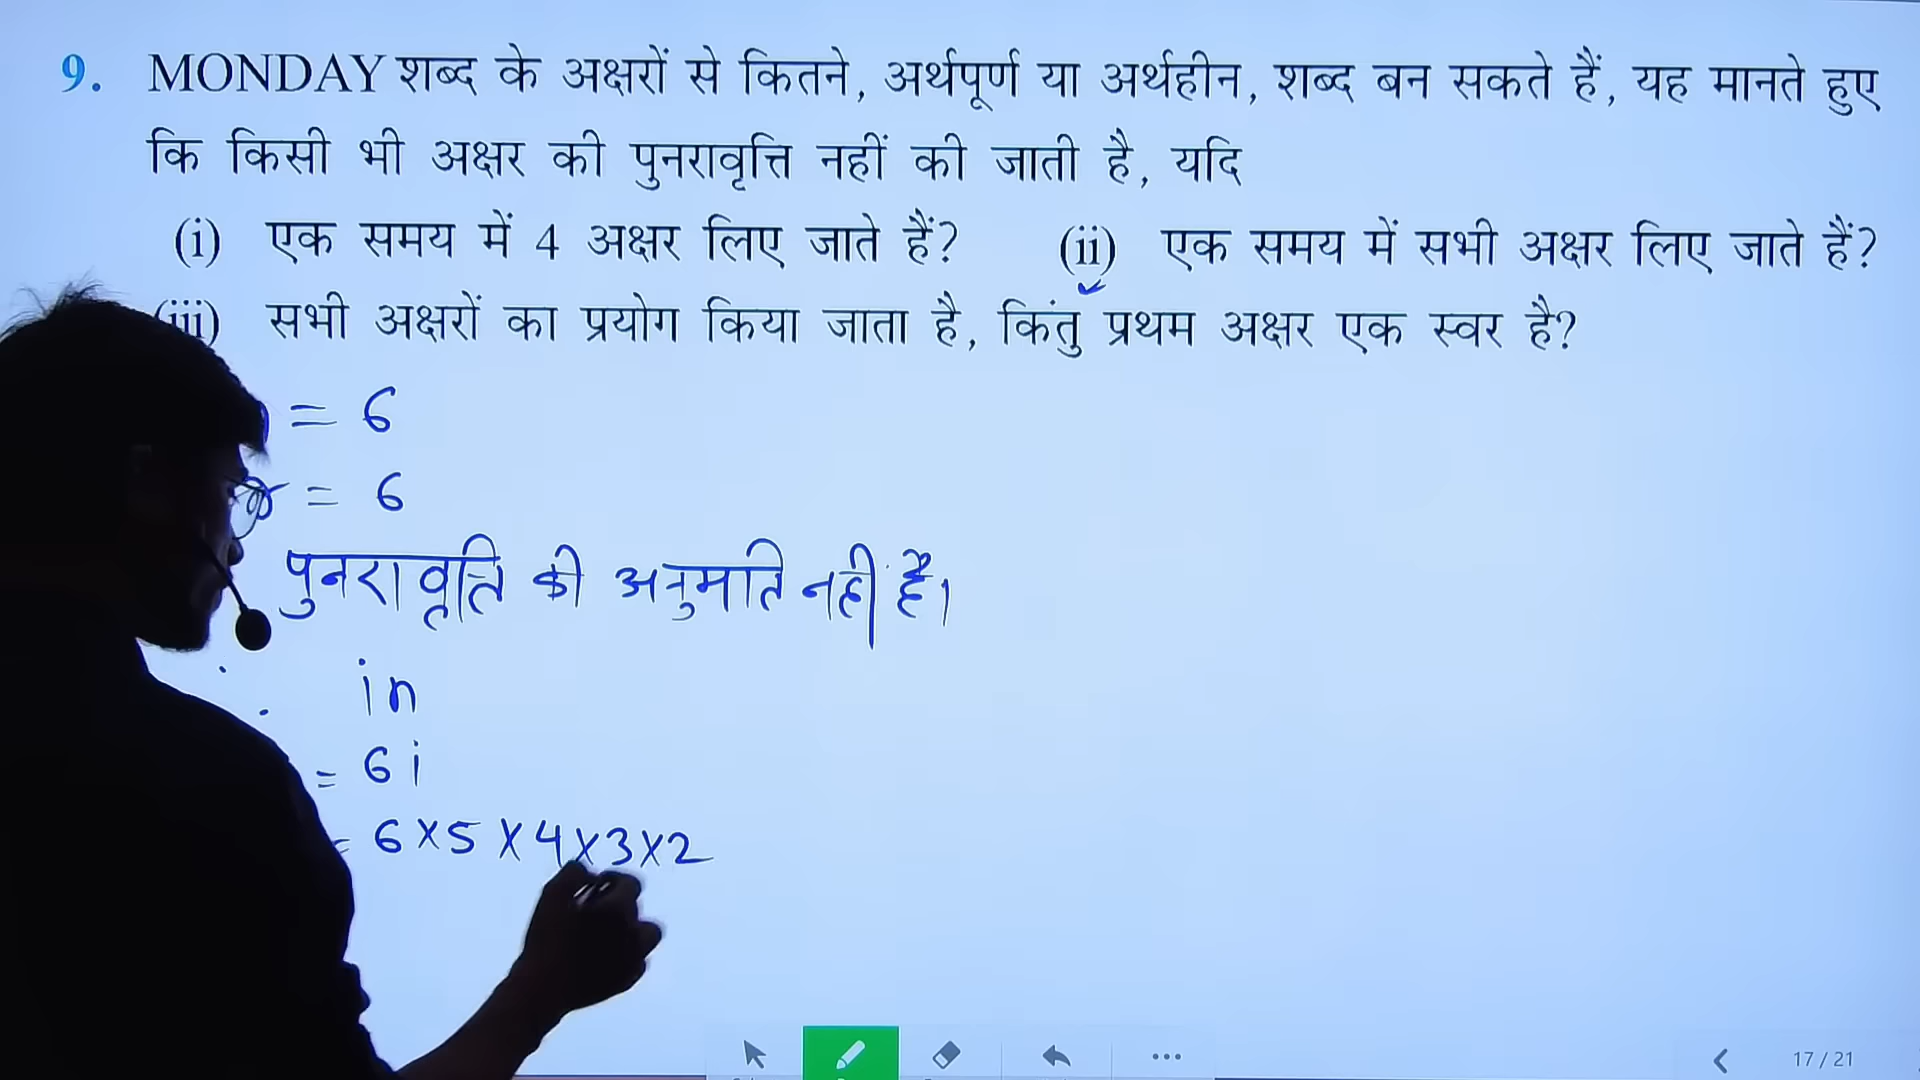 9. MONDAY शब्द के अक्षरों से कितने, अर्थपूर्ण या अर्थहीन, शब्द बन सकते हैं, यह मानते हुए
कि किसी भी अक्षर की पुनरावृत्ति नहीं की जाती है, यदि
(i) एक समय में 4 अक्षर लिए जाते हैं? (ii) एक समय में सभी अक्षर लिए जाते हैं?
(iii) सभी अक्षरों का प्रयोग किया जाता है, किंतु प्रथम अक्षर एक स्वर है?
= 6
r = 6
पुनरावृत्ति की अनुमति नहीं है।
in
= 6i
= 6×5×4×3×2
17/21